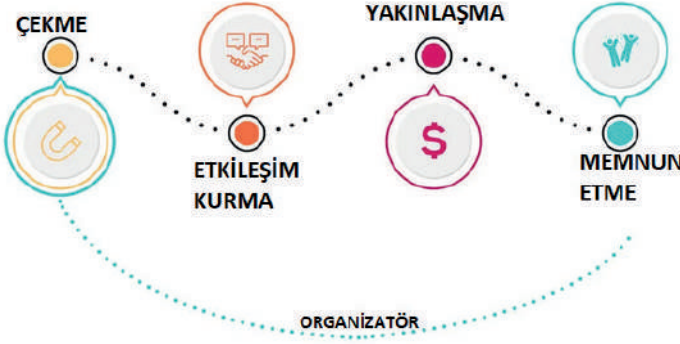 ÇEKME
YAKINLAŞMA
ETKİLEŞİM
KURMA
$
MEMNUN
ETME
ORGANİZATÖR